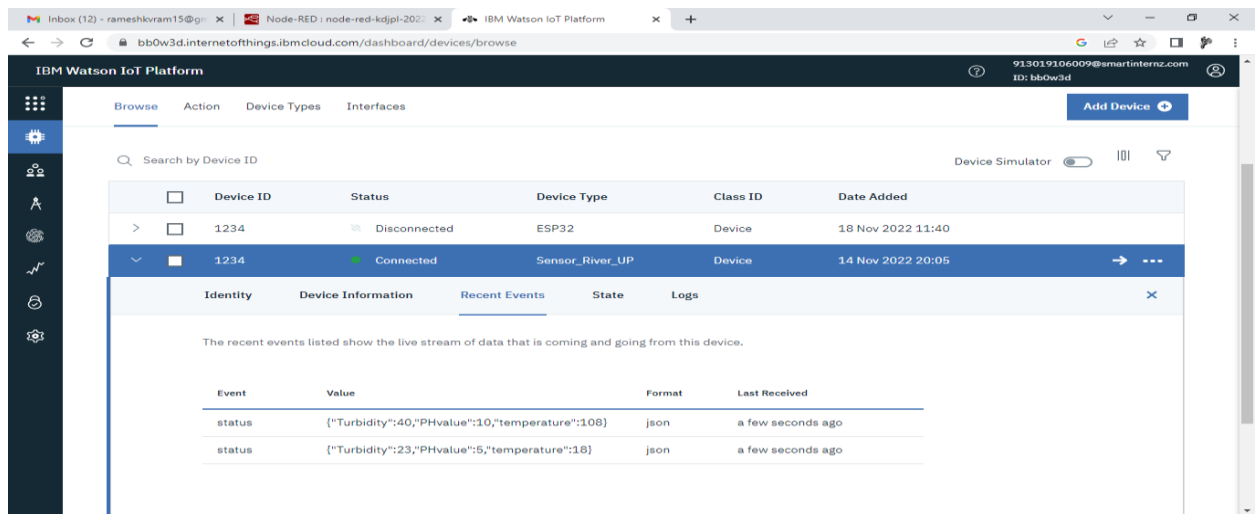 Inbox (12) - rameshkvram15@gm
Node-RED : node-red-kdjpl-2022
IBM Watson IoT Platform
bb0w3d.internetofthings.ibmcloud.com/dashboard/devices/browse
IBM Watson IoT Platform
913019106009@smartinternz.com
ID: bb0w3d
Browse Action Device Types Interfaces
Add Device
Search by Device ID
Device Simulator
Device ID Status Device Type Class ID Date Added
1234 Disconnected ESP32 Device 18 Nov 2022 11:40
1234 Connected Sensor_River_UP Device 14 Nov 2022 20:05
Identity Device Information Recent Events State Logs
The recent events listed show the live stream of data that is coming and going from this device.
Event Value Format Last Received
status {"Turbidity":40,"PHvalue":10,"temperature":108} json a few seconds ago
status {"Turbidity":23,"PHvalue":5,"temperature":18} json a few seconds ago